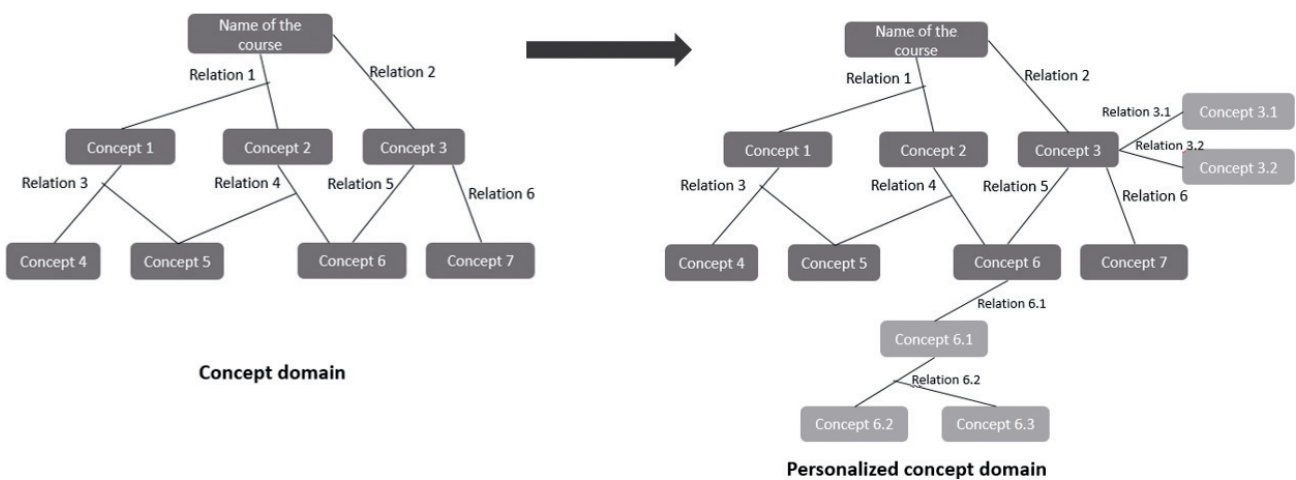 Name of the
course
Relation 1
Relation 2
Concept 1
Concept 2
Concept 3
Relation 3
Relation 4
Relation 5
Relation 6
Concept 4
Concept 5
Concept 6
Concept 7
Concept domain
Name of the
course
Relation 1
Relation 2
Relation 3.1
Concept 3.1
Concept 1
Concept 2
Concept 3
Relation 3.2
Concept 3.2
Relation 3
Relation 4
Relation 5
Relation 6
Concept 4
Concept 5
Concept 6
Concept 7
Relation 6.1
Concept 6.1
Relation 6.2
Concept 6.2
Concept 6.3
Personalized concept domain